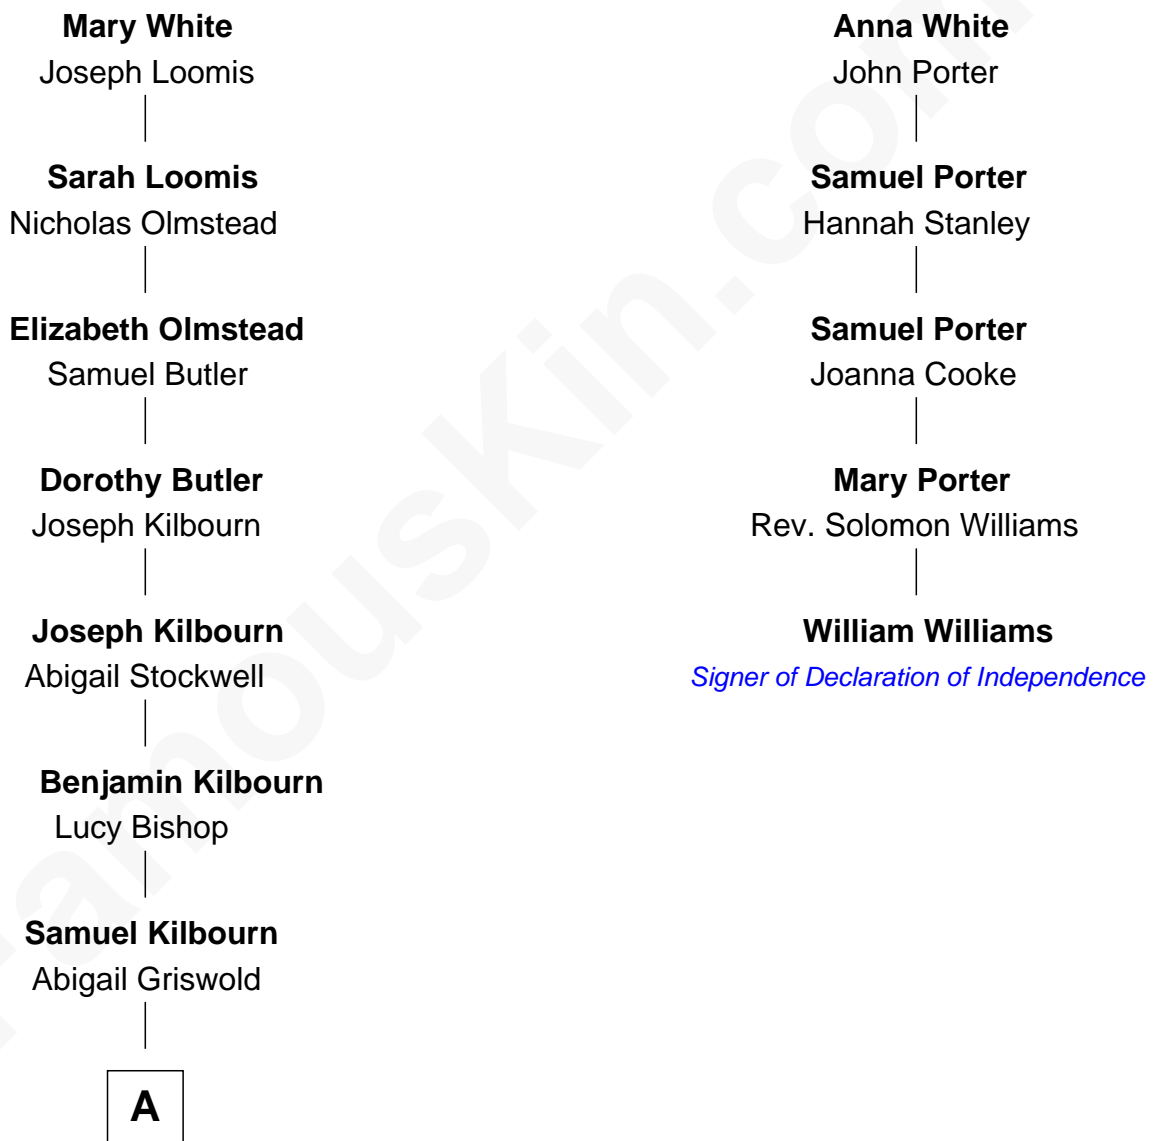 Mary White
Joseph Loomis
Sarah Loomis
Nicholas Olmstead
Elizabeth Olmstead
Samuel Butler
Dorothy Butler
Joseph Kilbourn
Joseph Kilbourn
Abigail Stockwell
Benjamin Kilbourn
Lucy Bishop
Samuel Kilbourn
Abigail Griswold
A
Anna White
John Porter
Samuel Porter
Hannah Stanley
Samuel Porter
Joanna Cooke
Mary Porter
Rev. Solomon Williams
William Williams
Signer of Declaration of Independence
FamousKin.com